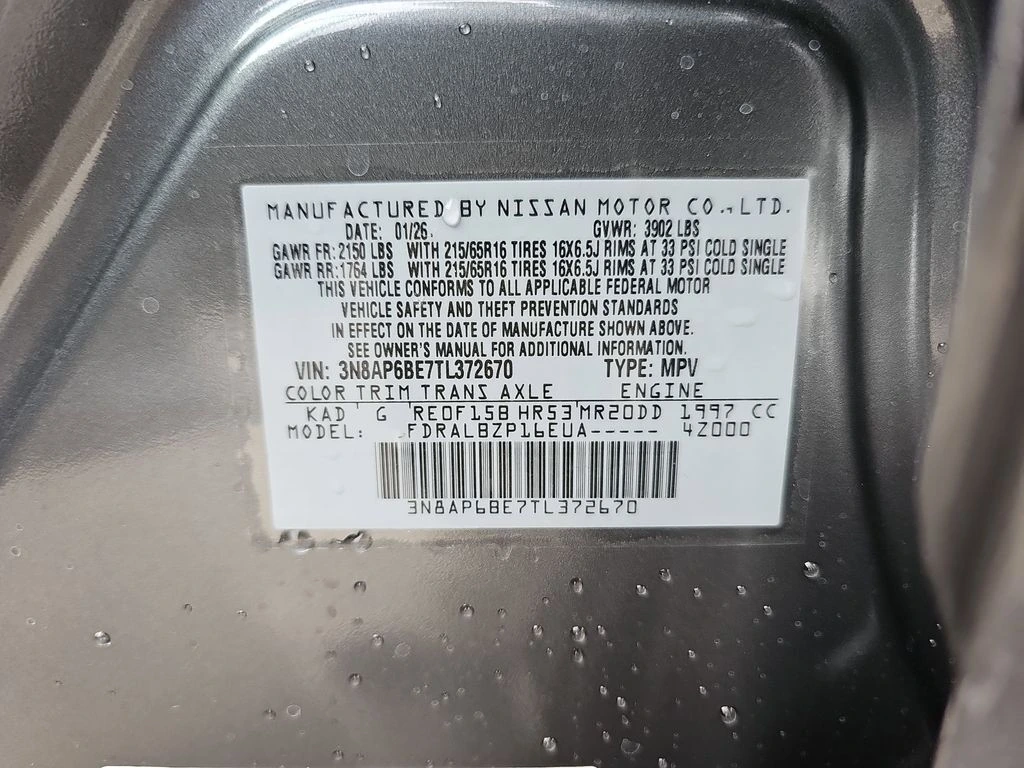 MANUFACTURED BY NISSAN MOTOR CO., LTD.
DATE: 01/26 GVWR: 3902 LBS
GAWR FR: 2150 LBS WITH 215/65R16 TIRES 16X6.5J RIMS AT 33 PSI COLD SINGLE
GAWR RR: 1764 LBS WITH 215/65R16 TIRES 16X6.5J RIMS AT 33 PSI COLD SINGLE
THIS VEHICLE CONFORMS TO ALL APPLICABLE FEDERAL MOTOR
VEHICLE SAFETY AND THEFT PREVENTION STANDARDS
IN EFFECT ON THE DATE OF MANUFACTURE SHOWN ABOVE.
SEE OWNER'S MANUAL FOR ADDITIONAL INFORMATION.
VIN: 3N8AP6BE7TL372670 TYPE: MPV
COLOR TRIM TRANS AXLE ENGINE
KAD G RE0F15B HR53 MR20DD 1997 CC
MODEL: FDRALBZP16EUA----- 4Z000
3N8AP6BE7TL372670